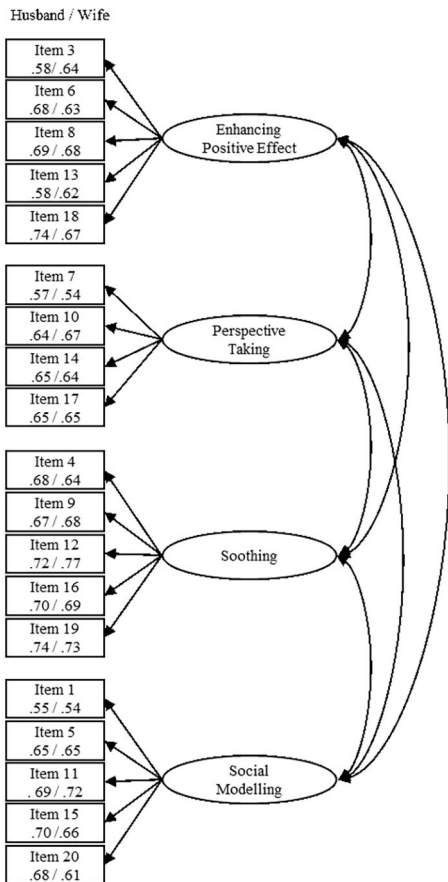 Husband / Wife
Item 3
.58/ .64
Item 6
.68 / .63
Item 8
.69 / .68
Item 13
.58 / .62
Item 18
.74 / .67
Enhancing
Positive Effect
Item 7
.57 / .54
Item 10
.64 / .67
Item 14
.65 / .64
Item 17
.65 / .65
Perspective
Taking
Item 4
.68 / .64
Item 9
.67 / .68
Item 12
.72 / .77
Item 16
.70 / .69
Item 19
.74 / .73
Soothing
Item 1
.55 / .54
Item 5
.65 / .65
Item 11
. 69 / .72
Item 15
.70 /.66
Item 20
.68 / .61
Social
Modelling